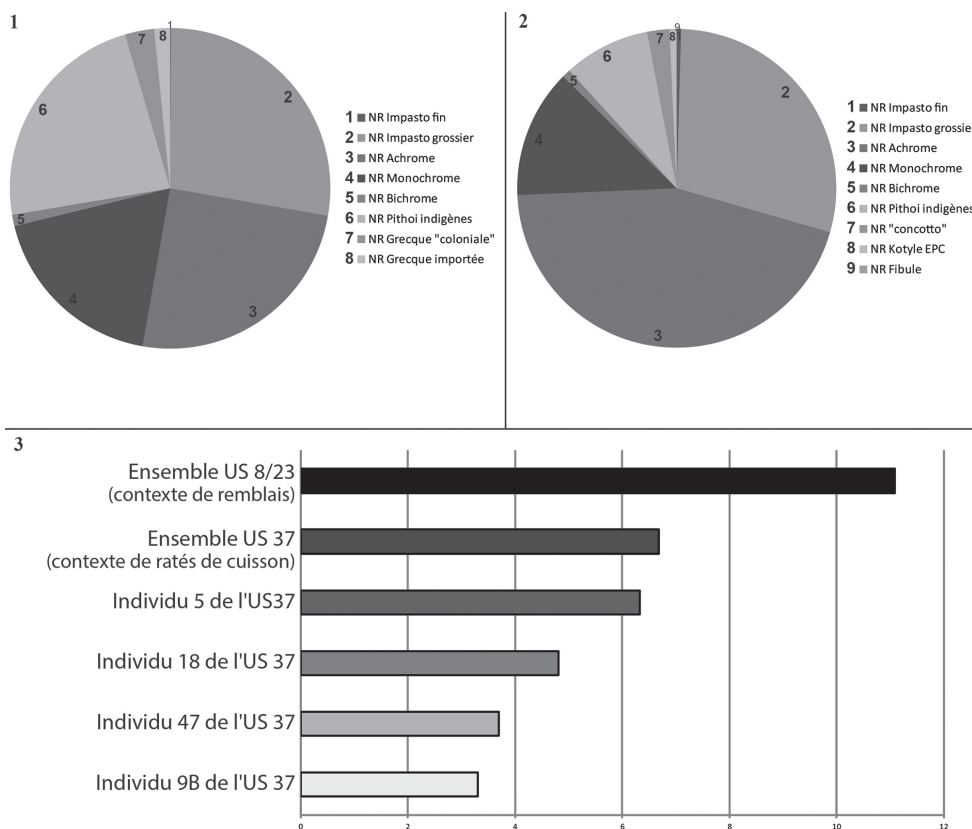 1
1
2
3
4
5
6
7
8
1 NR Impasto fin
2 NR Impasto grossier
3 NR Achrome
4 NR Monochrome
5 NR Bichrome
6 NR Pithoi indigènes
7 NR Grecque "coloniale"
8 NR Grecque importée
2
9
2
3
4
5
6
7
8
1 NR Impasto fin
2 NR Impasto grossie
3 NR Achrome
4 NR Monochrome
5 NR Bichrome
6 NR Pithoi indigènes
7 NR "concotto"
8 NR Kotyle EPC
9 NR Fibule
3
Ensemble US 8/23
(contexte de remblais)
Ensemble US 37
(contexte de ratés de cuisson)
Individu 5 de l'US37
Individu 18 de l'US 37
Individu 47 de l'US 37
Individu 9B de l'US 37
0 2 4 6 8 10 12